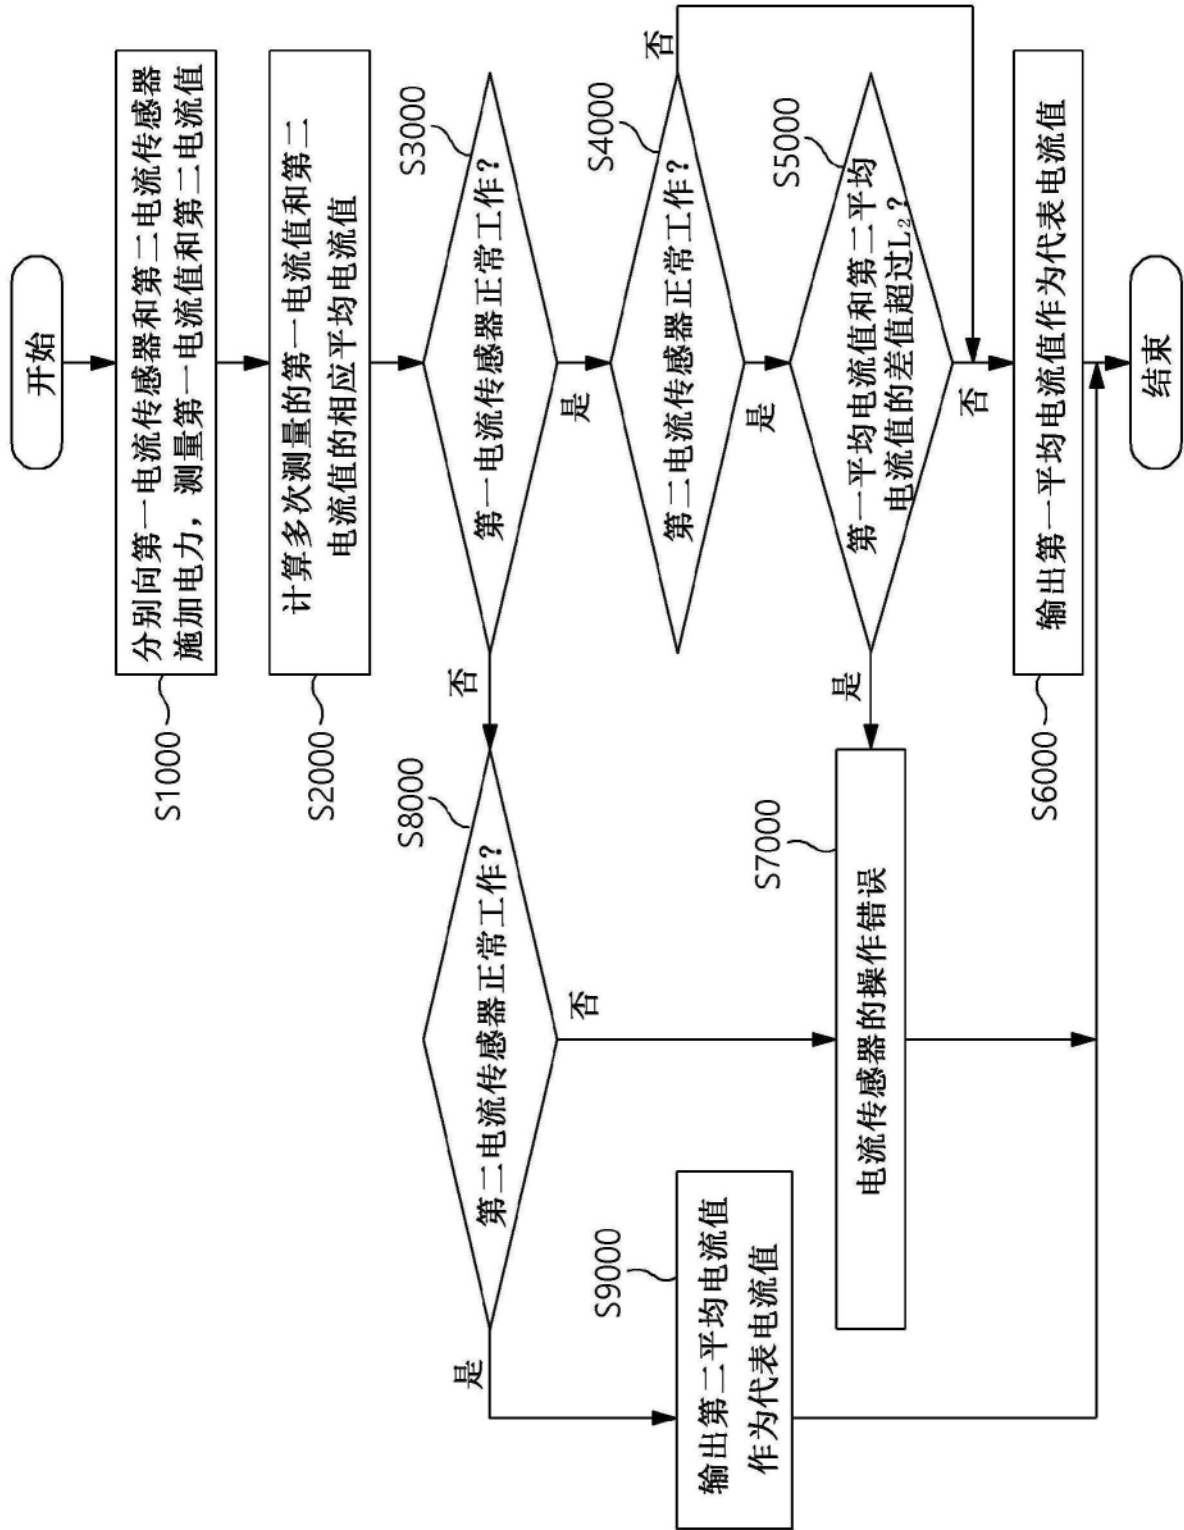 开始
分别向第一电流传感器和第二电流传感器
施加电力，测量第一电流值和第二电流值
S1000
计算多次测量的第一电流值和第二
电流值的相应平均电流值
S2000
第一电流传感器正常工作？
S3000
是
否
第二电流传感器正常工作？
S4000
否
是
第一平均电流值和第二平均
电流值的差值超过L₂？
S5000
是
否
输出第一平均电流值作为代表电流值
S6000
第二电流传感器正常工作？
S8000
是
否
输出第二平均电流值
作为代表电流值
S9000
电流传感器的操作错误
S7000
结束